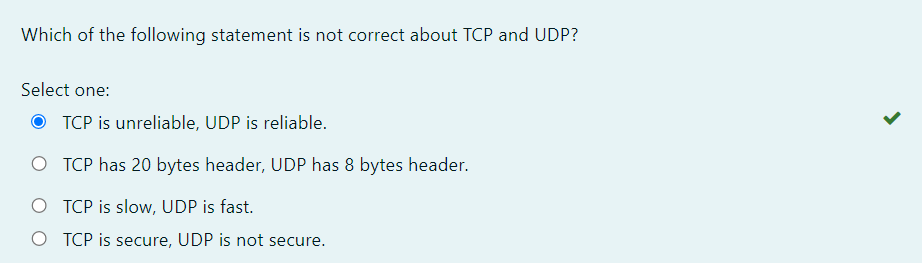 Which of the following statement is not correct about TCP and UDP?
Select one:
TCP is unreliable, UDP is reliable.
TCP has 20 bytes header, UDP has 8 bytes header.
TCP is slow, UDP is fast.
TCP is secure, UDP is not secure.